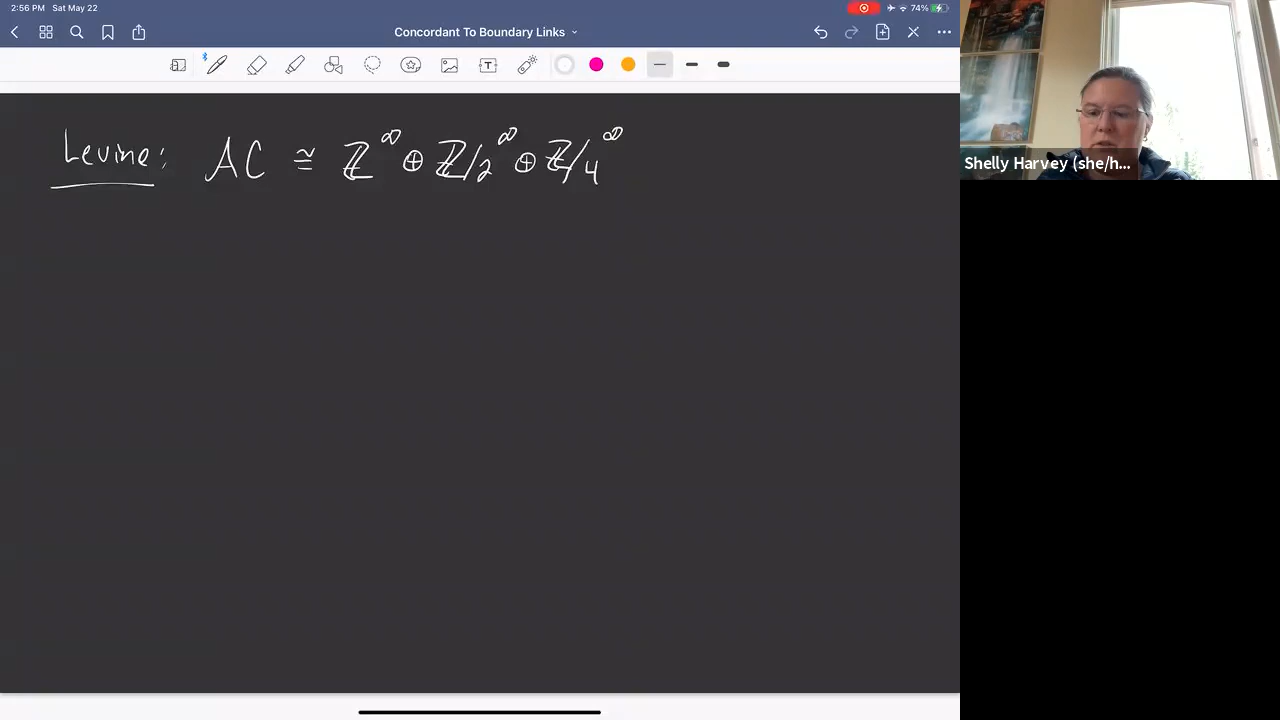 2:56 PM Sat May 22
74%
Concordant To Boundary Links
T
Levine: AC ≅ ℤ^∞ ⊕ ℤ/2^∞ ⊕ ℤ/4^∞
Shelly Harvey (she/h...